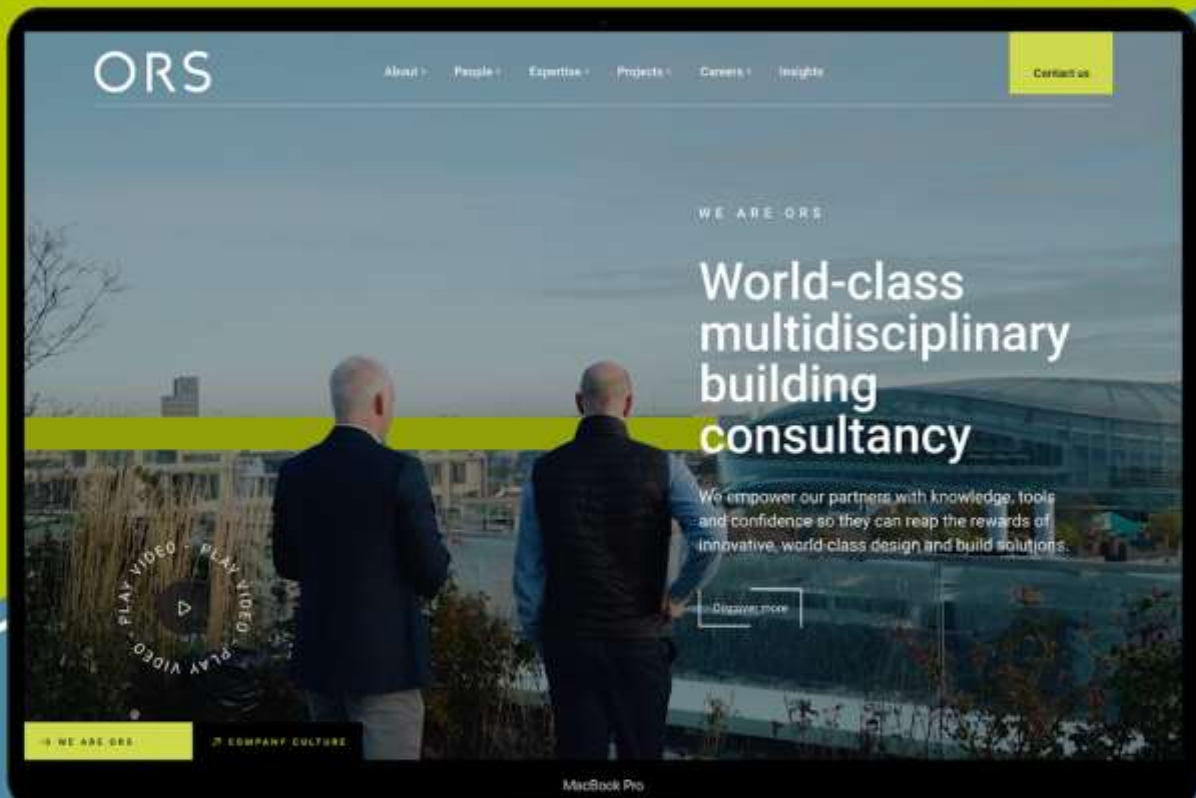 ORS
About
People
Expertise
Projects
Careers
Insights
Contact us
WE ARE ORS
World-class
multidisciplinary
building
consultancy
We empower our partners with knowledge, tools
and confidence so they can reap the rewards of
innovative, world-class design and build solutions.
Discover more
PLAY VIDEO - PLAY VIDEO - PLAY VIDEO -
WE ARE ORS
COMPANY CULTURE
MacBook Pro